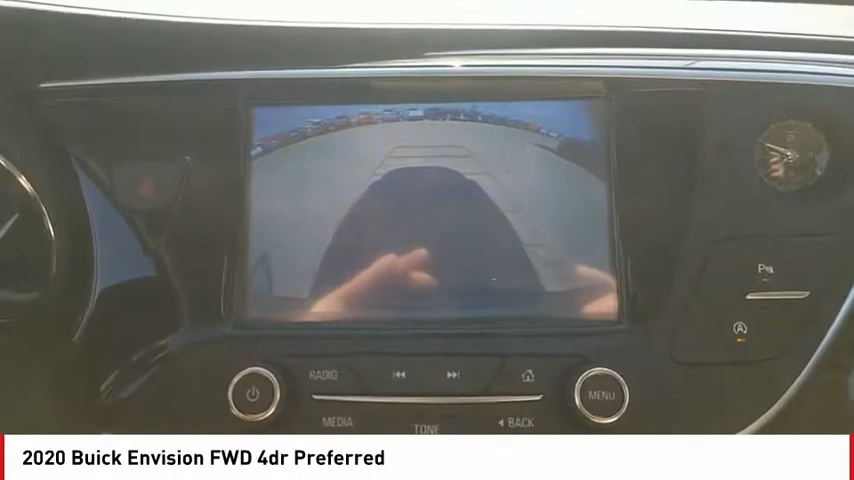 P
A
RADIO
MENU
MEDIA
TONE
BACK
2020 Buick Envision FWD 4dr Preferred